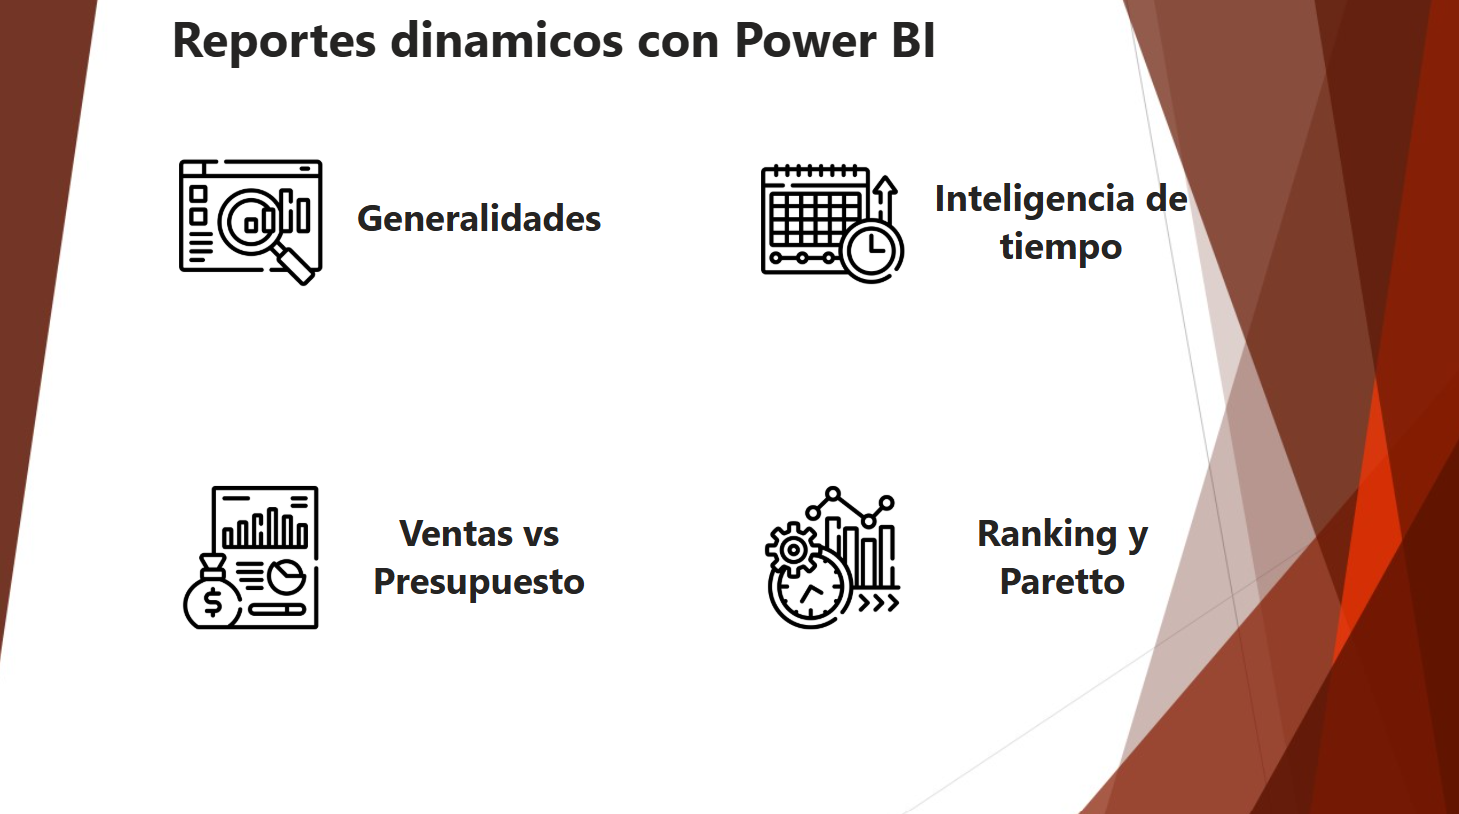 Reportes dinamicos con Power BI
Generalidades
Inteligencia de
tiempo
Ventas vs
Presupuesto
$
Ranking y
Paretto